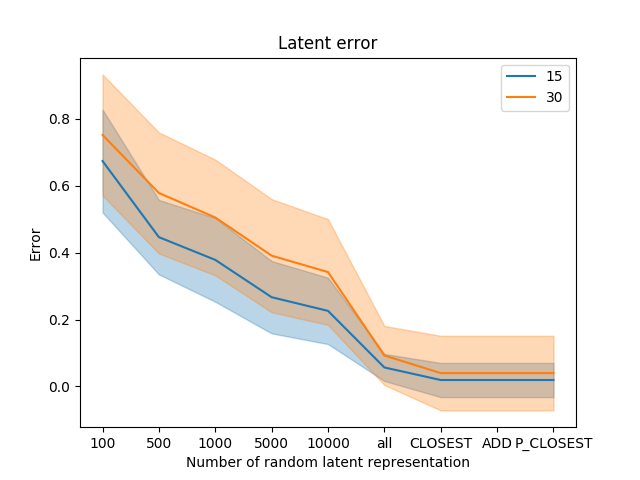 Latent error
15
30
Error
0.8
0.6
0.4
0.2
0.0
100 500 1000 5000 10000 all CLOSEST ADD P_CLOSEST
Number of random latent representation